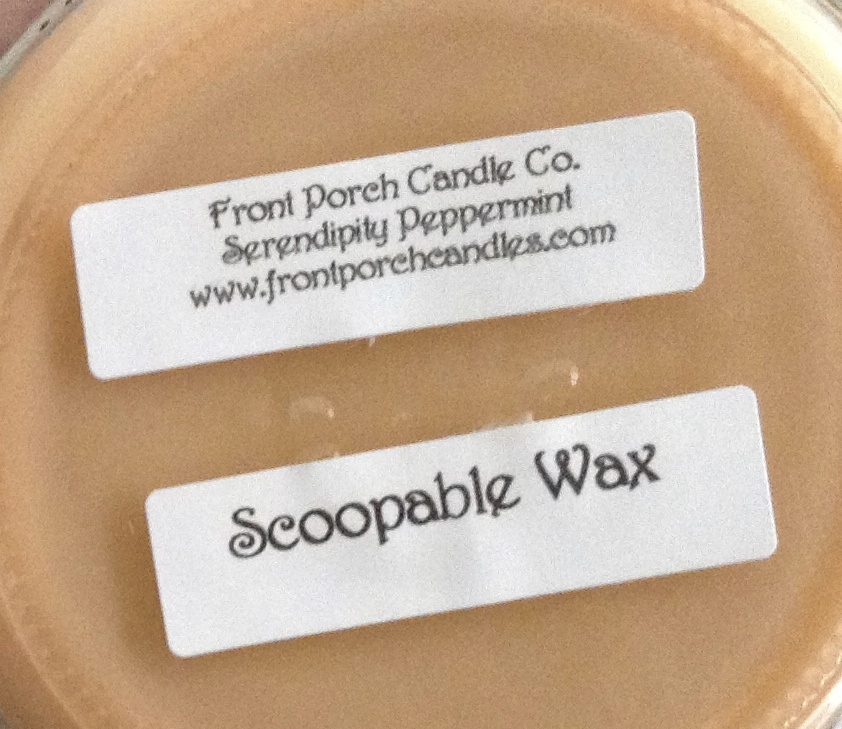 Front Porch Candle Co.
Serendipity Peppermint
www.frontporchcandles.com
Scoopable Wax